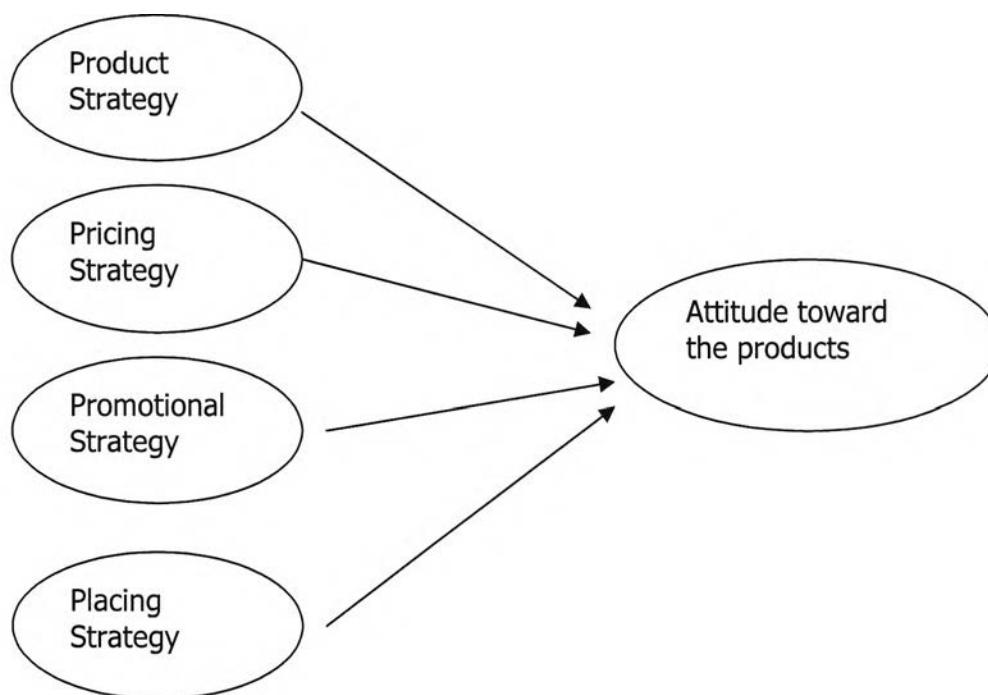 Product
Strategy
Pricing
Strategy
Promotional
Strategy
Placing
Strategy
Attitude toward
the products